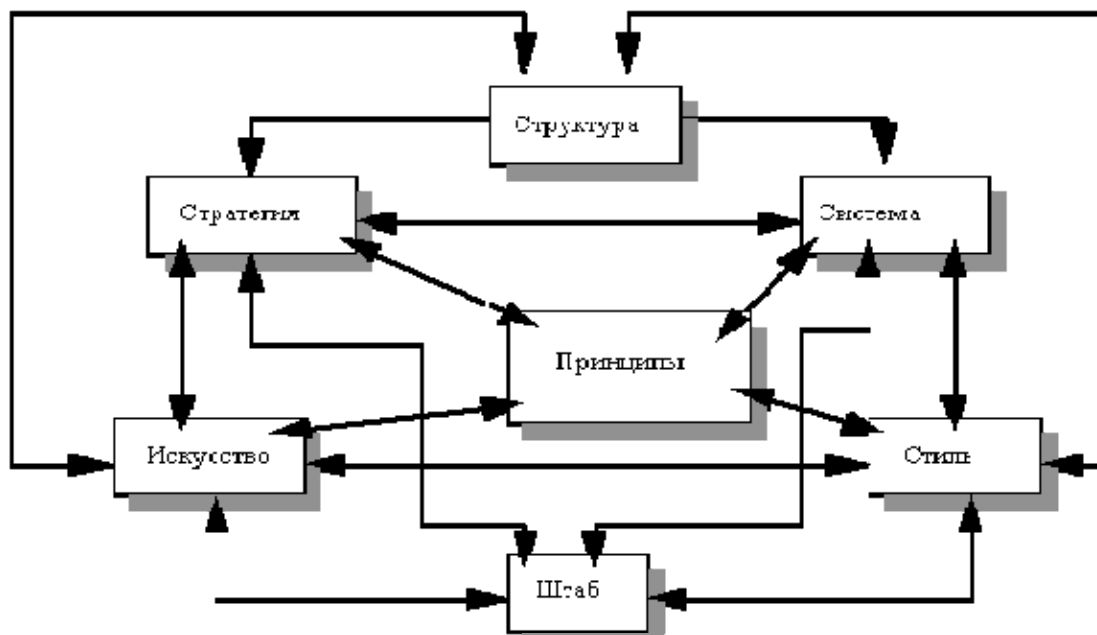 Структура
Стратегия
Система
Принципы
Искусство
Стиль
Штаб